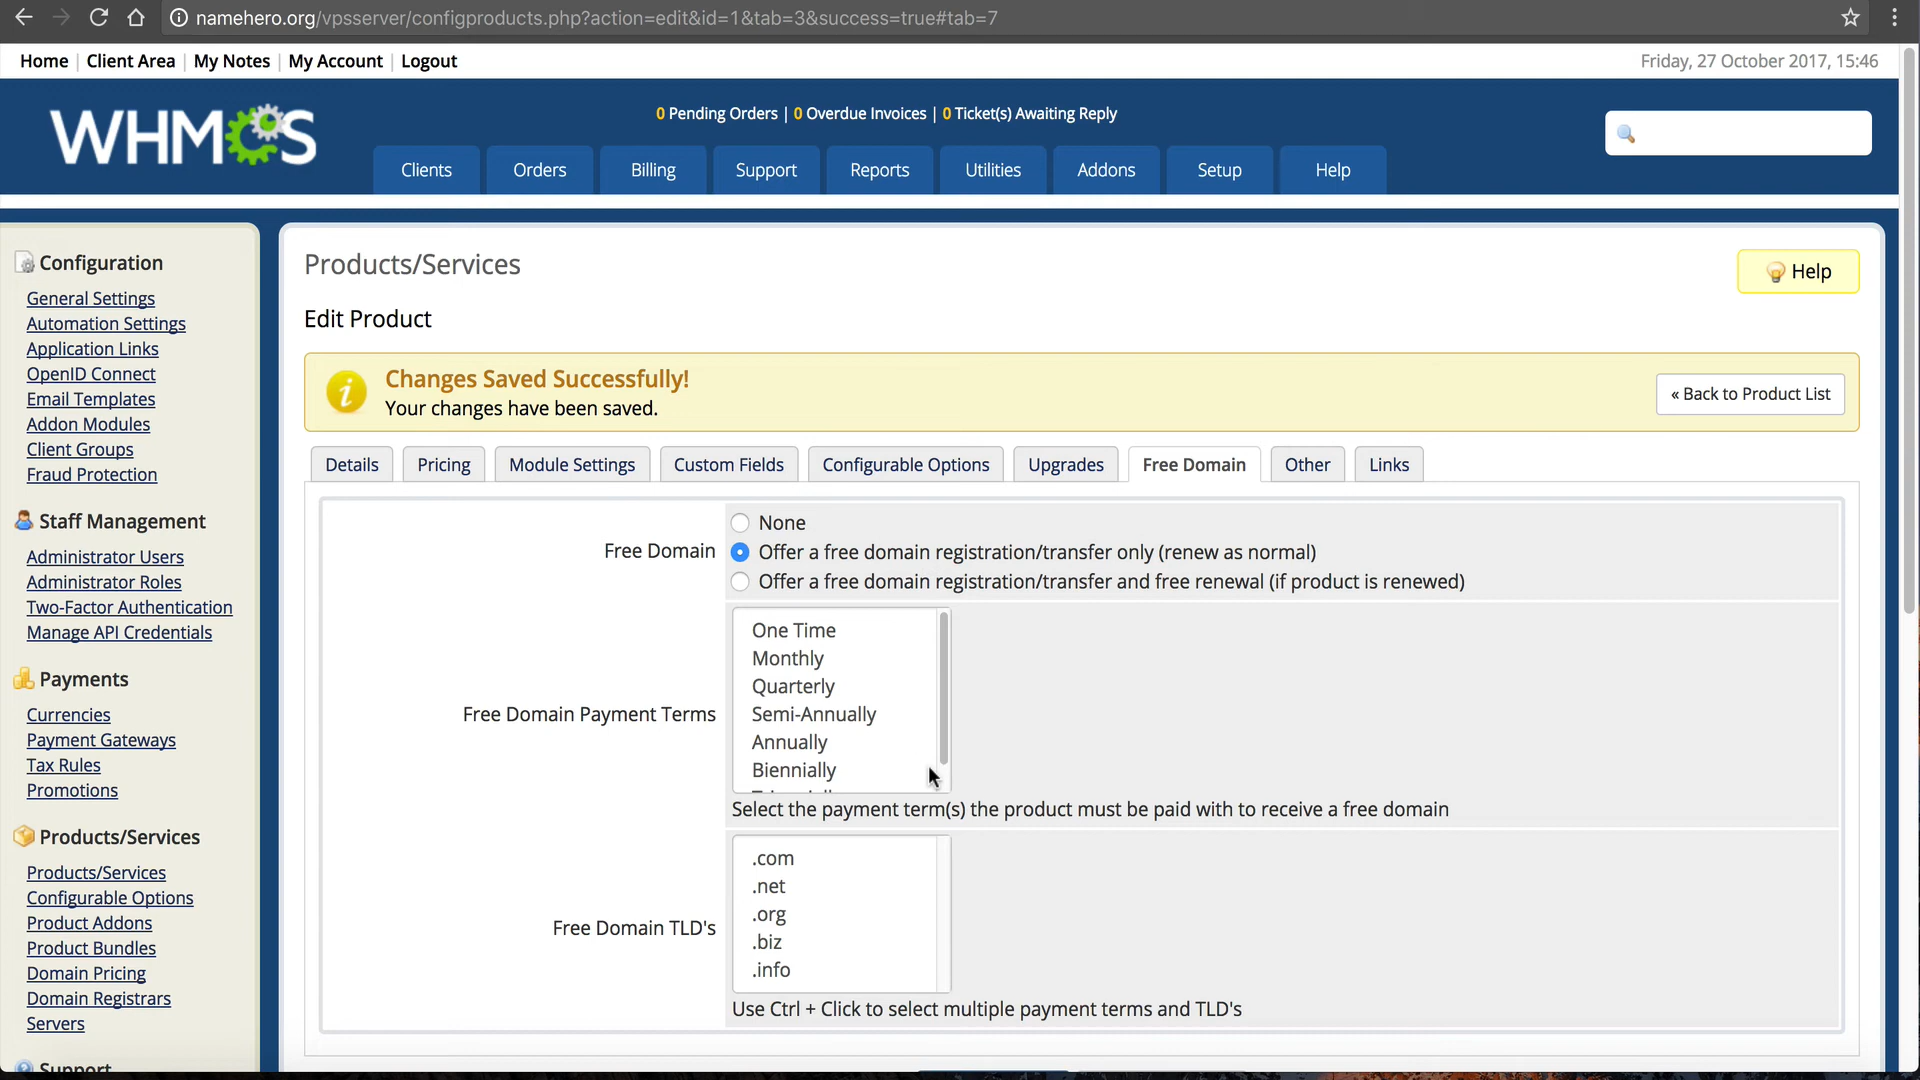 namehero.org/vpsserver/configproducts.php?action=edit&id=1&tab=3&success=true#tab=7
Home | Client Area | My Notes | My Account | Logout
Friday, 27 October 2017, 15:46
WHMCS
0 Pending Orders | 0 Overdue Invoices | 0 Ticket(s) Awaiting Reply
Clients Orders Billing Support Reports Utilities Addons Setup Help
Configuration
General Settings
Automation Settings
Application Links
OpenID Connect
Email Templates
Addon Modules
Client Groups
Fraud Protection
Staff Management
Administrator Users
Administrator Roles
Two-Factor Authentication
Manage API Credentials
Payments
Currencies
Payment Gateways
Tax Rules
Promotions
Products/Services
Products/Services
Configurable Options
Product Addons
Product Bundles
Domain Pricing
Domain Registrars
Servers
Support
Products/Services
Help
Edit Product
Changes Saved Successfully!
Your changes have been saved.
« Back to Product List
Details Pricing Module Settings Custom Fields Configurable Options Upgrades Free Domain Other Links
Free Domain
None
Offer a free domain registration/transfer only (renew as normal)
Offer a free domain registration/transfer and free renewal (if product is renewed)
Free Domain Payment Terms
One Time
Monthly
Quarterly
Semi-Annually
Annually
Biennially
Select the payment term(s) the product must be paid with to receive a free domain
Free Domain TLD's
.com
.net
.org
.biz
.info
Use Ctrl + Click to select multiple payment terms and TLD's